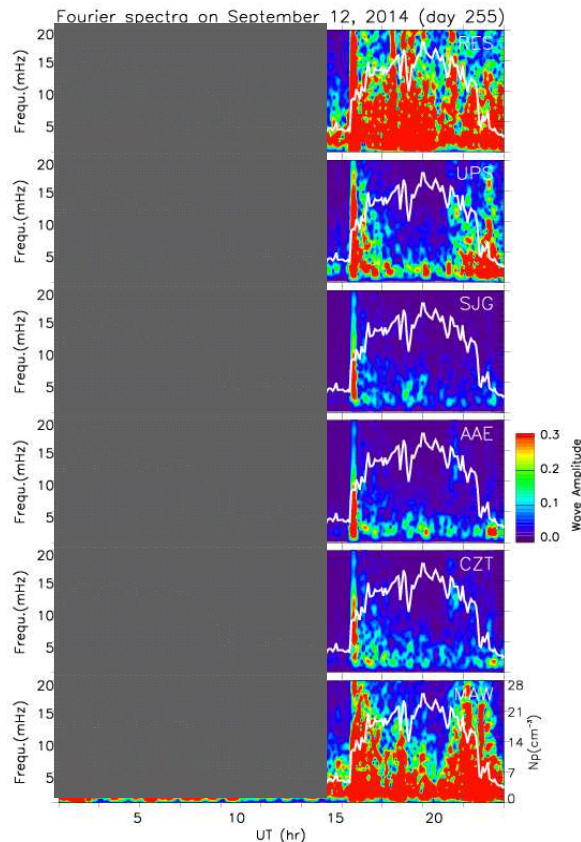 Fourier spectra on September 12, 2014 (day 255)
20
15
10
5
Frequ.(mHz)
RES
20
15
10
5
Frequ.(mHz)
UPS
20
15
10
5
Frequ.(mHz)
SJG
20
15
10
5
Frequ.(mHz)
AAE
0.3
0.2
0.1
0.0
Wave Amplitude
20
15
10
5
Frequ.(mHz)
CZT
20
15
10
5
Frequ.(mHz)
MAW
28
21
14
7
0
Np(cm⁻³)
5 10 15 20
UT (hr)